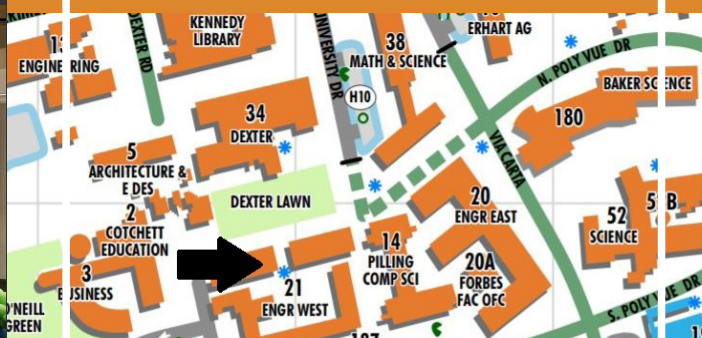 KENNEDY
LIBRARY
DEXTER RD
UNIVERSITY DR
38
MATH & SCIENCE
ERHART AG
N. POLY VUE DR
13
ENGINEERING
H10
BAKER SCIENCE
180
34
DEXTER
VIA CARTA
5
ARCHITECTURE &
E DES
DEXTER LAWN
20
ENGR EAST
2
COTCHETT
EDUCATION
52
SCIENCE
52B
14
PILLING
COMP SCI
20A
FORBES
FAC OFC
3
BUSINESS
21
ENGR WEST
O'NEILL
GREEN
S. POLY VUE DR